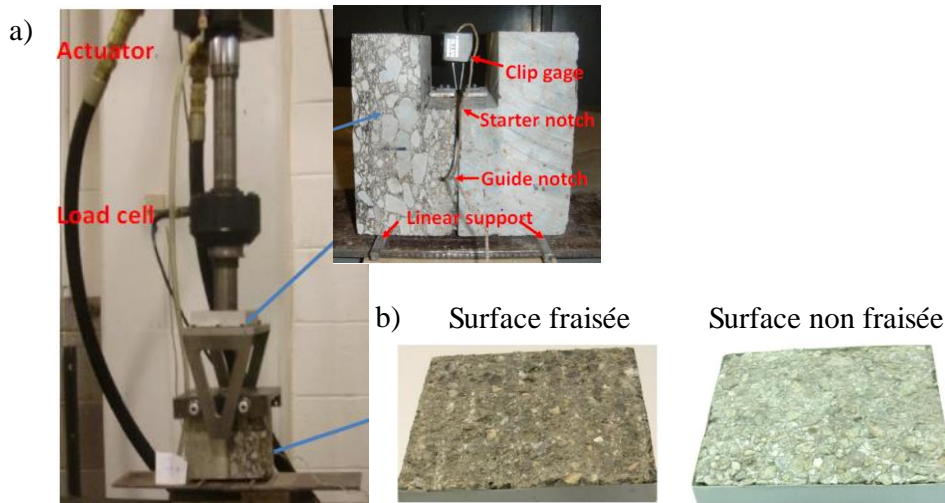 a)
Actuator
Load cell
Clip gage
Starter notch
Guide notch
Linear support
b) Surface fraisée Surface non fraisée